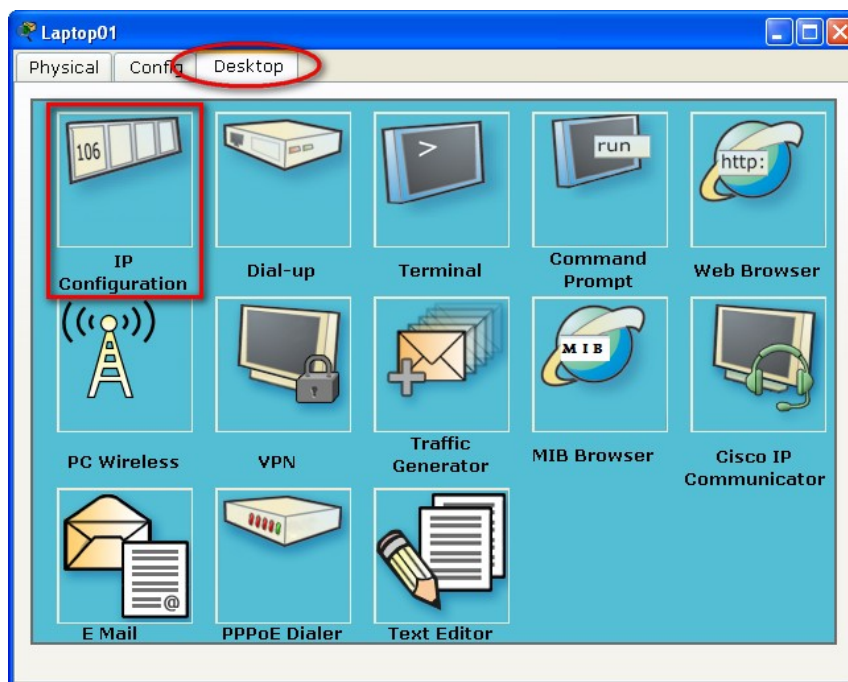 Laptop01
Physical Config Desktop
106
> 
run
http:
IP
Configuration
Dial-up
Terminal
Command
Prompt
Web Browser
MIB
PC Wireless
VPN
Traffic
Generator
MIB Browser
Cisco IP
Communicator
@
E Mail
PPPoE Dialer
Text Editor